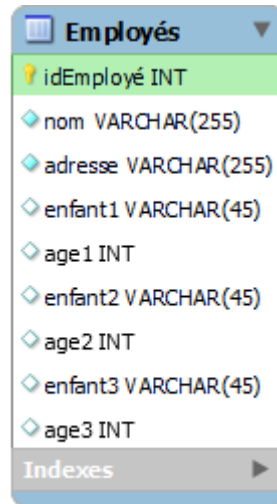 Employés
idEmployé INT
nom VARCHAR(255)
adresse VARCHAR(255)
enfant1 VARCHAR(45)
age1 INT
enfant2 VARCHAR(45)
age2 INT
enfant3 VARCHAR(45)
age3 INT
Indexes